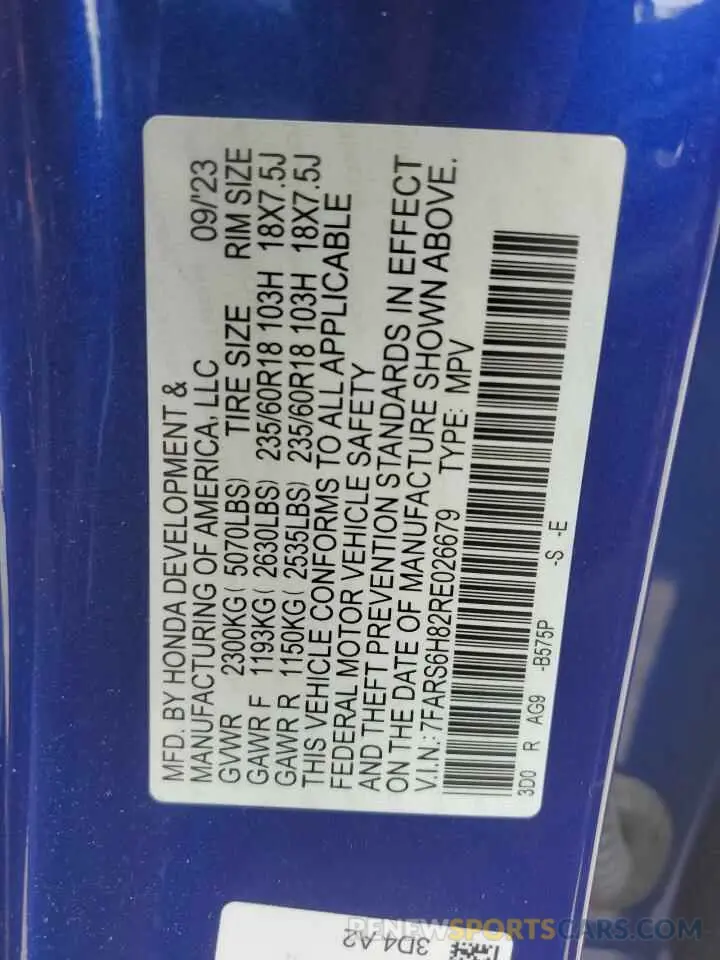 MFD. BY HONDA DEVELOPMENT &
MANUFACTURING OF AMERICA, LLC 09/'23
GVWR 2300KG( 5070LBS) TIRE SIZE RIM SIZE
GAWR F 1193KG( 2630LBS) 235/60R18 103H 18X7.5J
GAWR R 1150KG( 2535LBS) 235/60R18 103H 18X7.5J
THIS VEHICLE CONFORMS TO ALL APPLICABLE
FEDERAL MOTOR VEHICLE SAFETY
AND THEFT PREVENTION STANDARDS IN EFFECT
ON THE DATE OF MANUFACTURE SHOWN ABOVE.
V.I.N.: 7FARS6H82RE026679 TYPE: MPV
3D0 R AG9 -B575P -S -E
3D4 A2
RENEWSPORTSCARS.COM